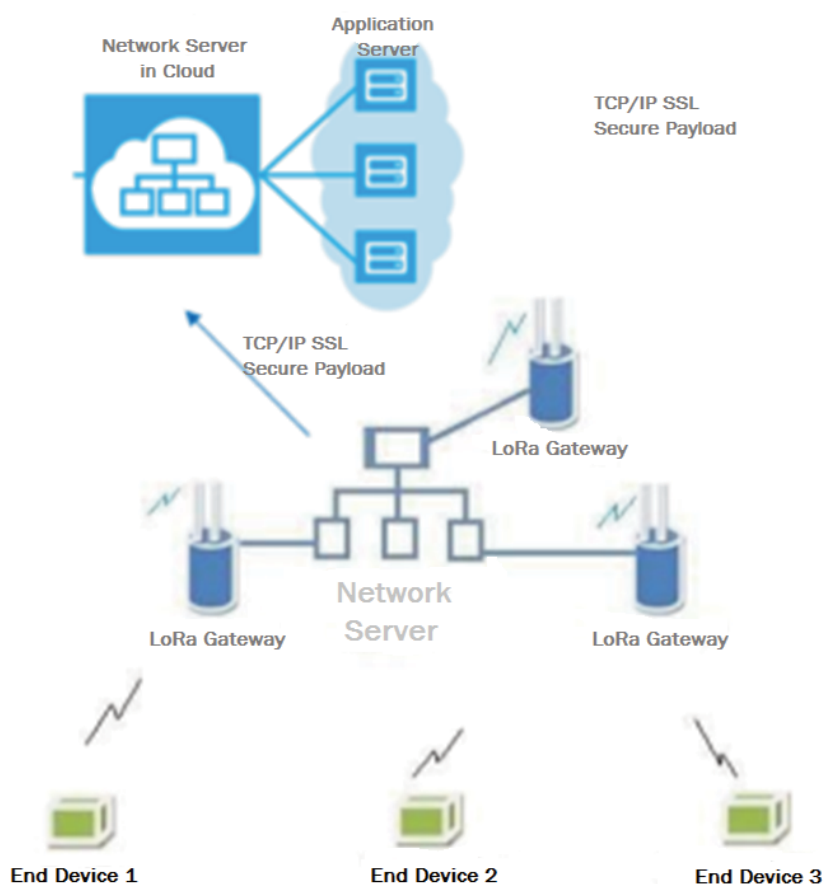 Application
Server
Network Server
in Cloud
TCP/IP SSL
Secure Payload
TCP/IP SSL
Secure Payload
LoRa Gateway
Network
Server
LoRa Gateway
LoRa Gateway
End Device 1
End Device 2
End Device 3